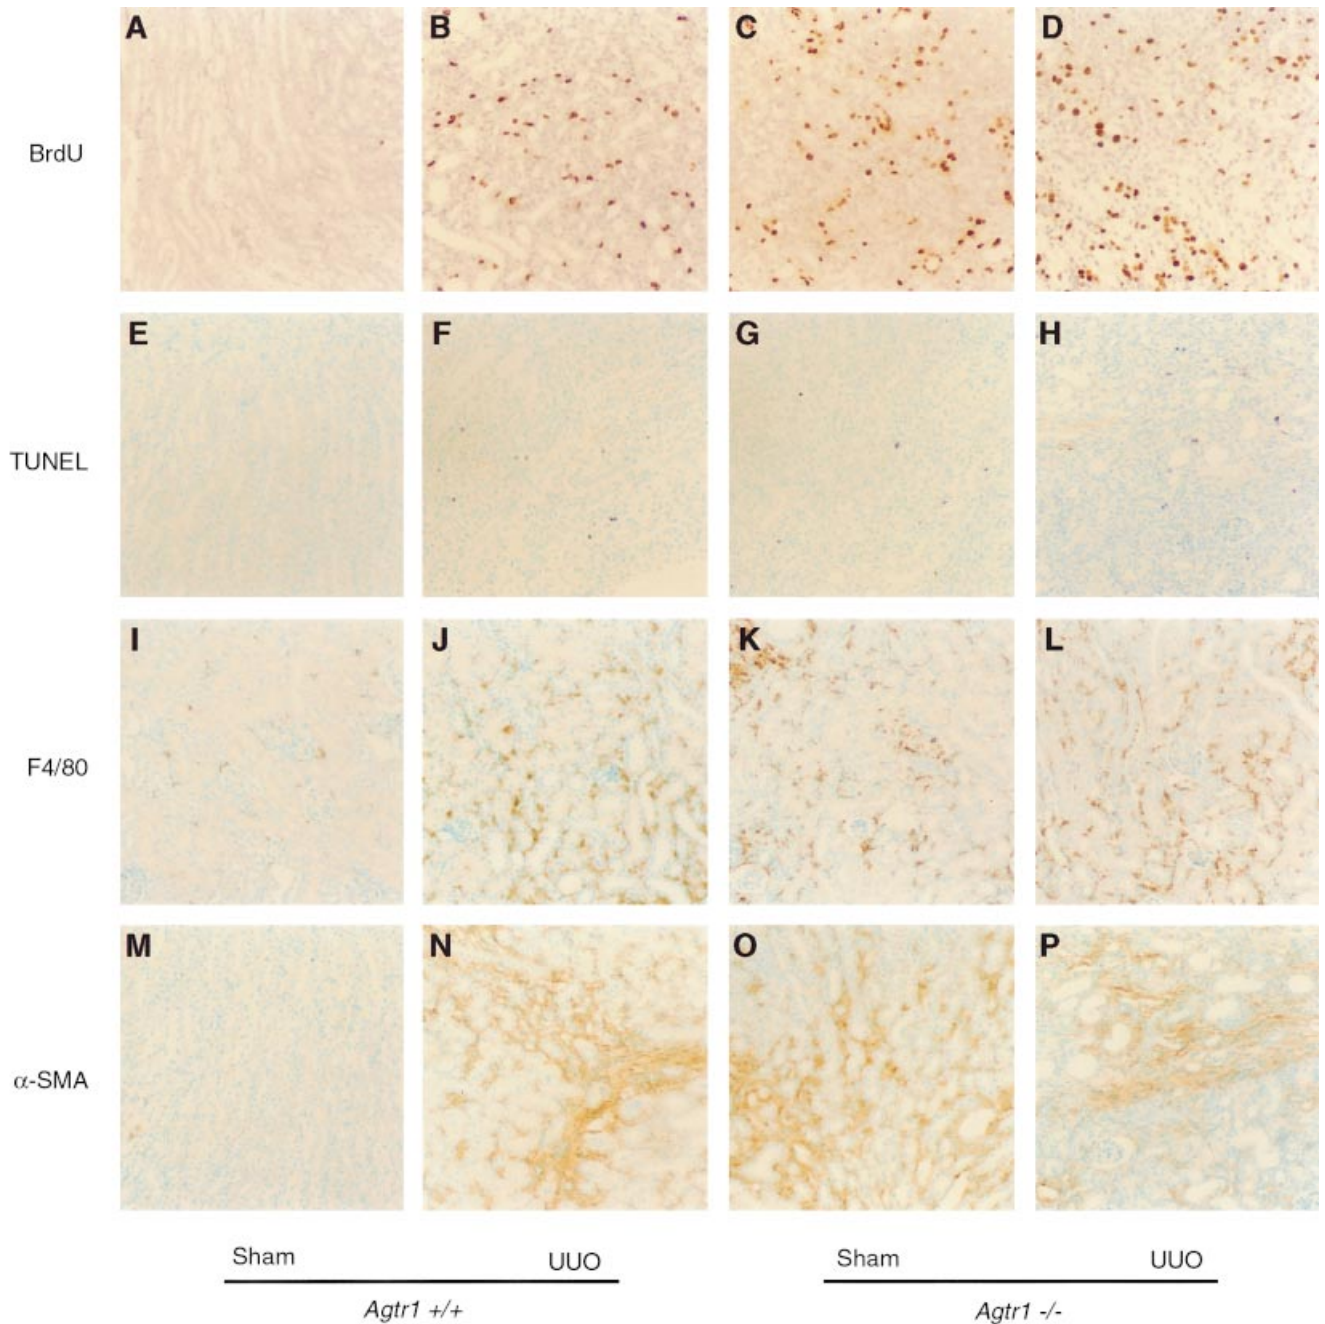 A B C D
BrdU
E F G H
TUNEL
I J K L
F4/80
M N O P
α-SMA
Sham UUO Sham UUO
Agtr1 +/+ Agtr1 -/-